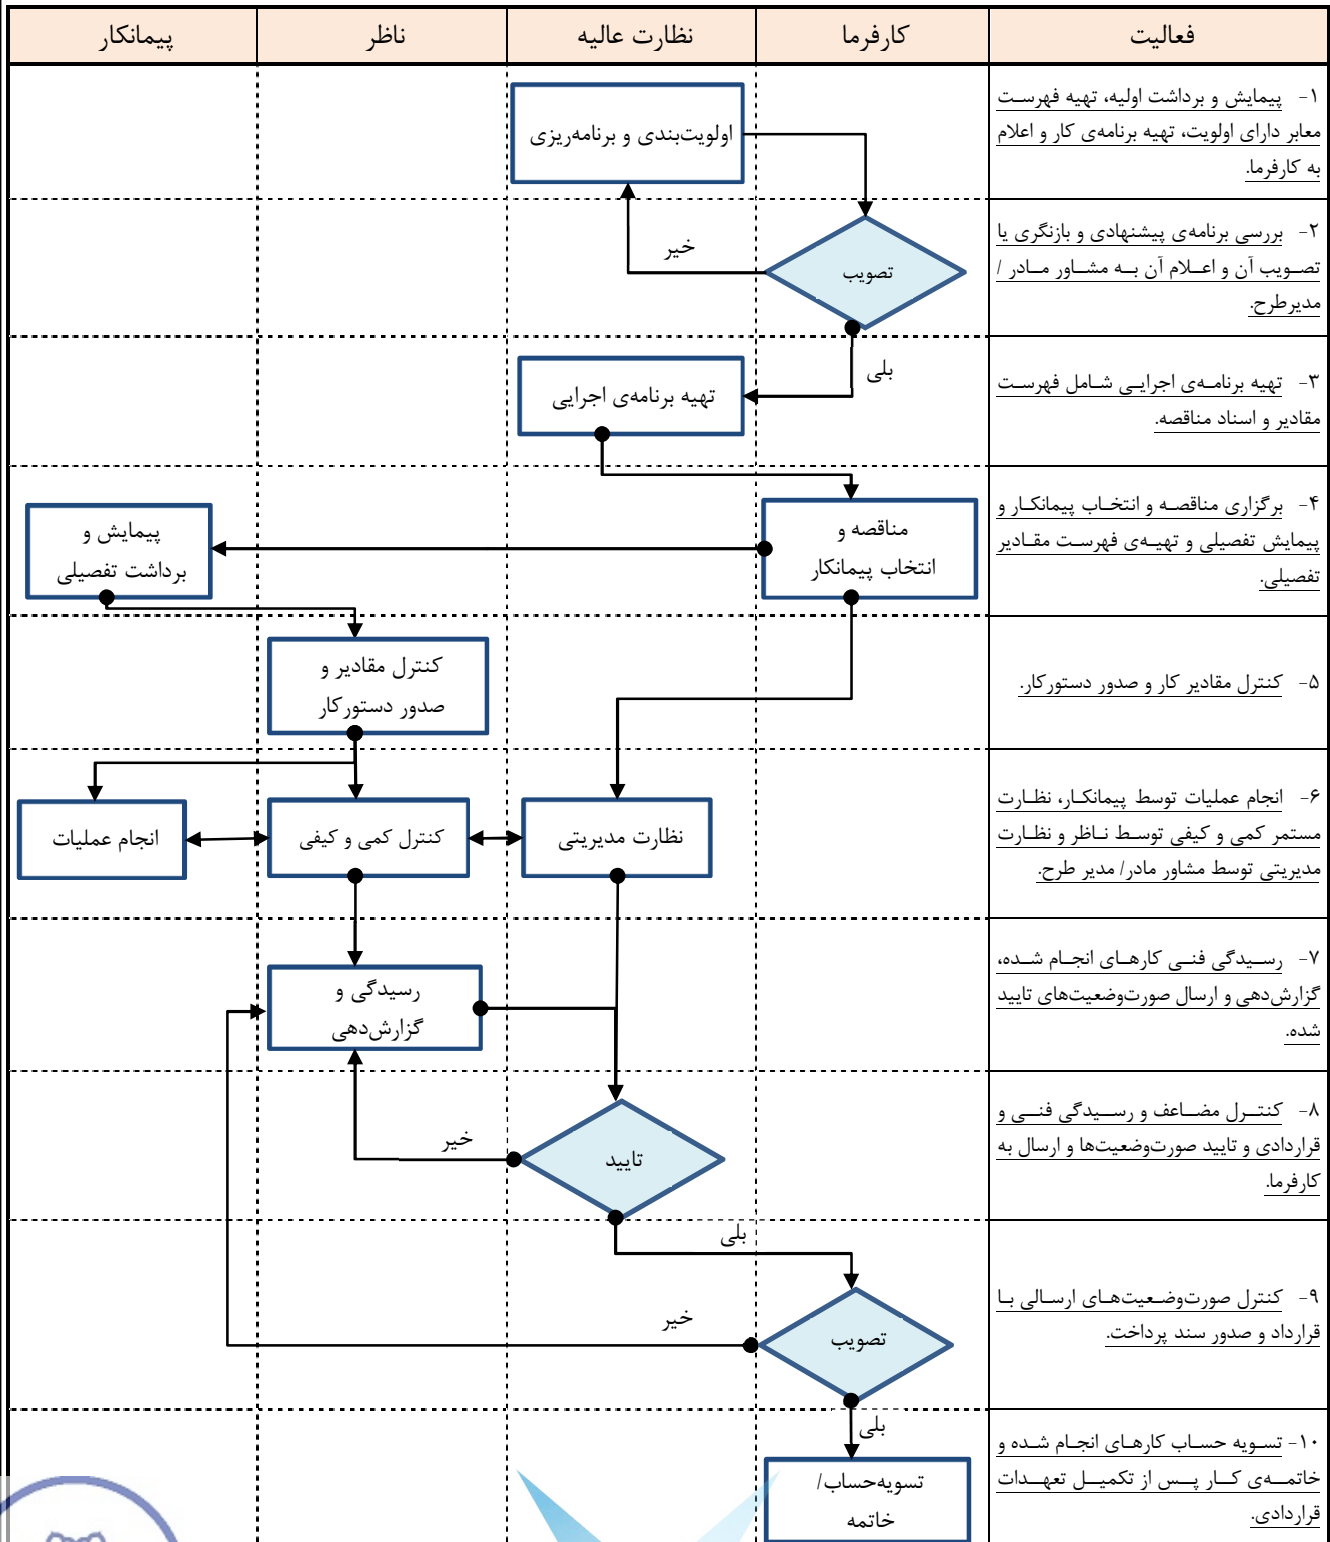 فعالیت
کارفرما
نظارت عالیه
ناظر
پیمانکار
۱- پیمایش و برداشت اولیه، تهیه فهرست
معابر دارای اولویت، تهیه برنامه‌ی کار و اعلام
به کارفرما.
اولویت‌بندی و برنامه‌ریزی
۲- بررسی برنامه‌ی پیشنهادی و بازنگری یا
تصویب آن و اعلام آن به مشاور مادر /
مدیرطرح.
تصویب
خیر
بلی
۳- تهیه برنامه‌ی اجرایی شامل فهرست
مقادیر و اسناد مناقصه.
تهیه برنامه‌ی اجرایی
۴- برگزاری مناقصه و انتخاب پیمانکار و
پیمایش تفصیلی و تهیه‌ی فهرست مقادیر
تفصیلی.
مناقصه و
انتخاب پیمانکار
پیمایش و
برداشت تفصیلی
۵- کنترل مقادیر کار و صدور دستورکار.
کنترل مقادیر و
صدور دستورکار
۶- انجام عملیات توسط پیمانکار، نظارت
مستمر کمی و کیفی توسط ناظر و نظارت
مدیریتی توسط مشاور مادر/ مدیر طرح.
نظارت مدیریتی
کنترل کمی و کیفی
انجام عملیات
۷- رسیدگی فنی کارهای انجام شده،
گزارش‌دهی و ارسال صورت‌وضعیت‌های تایید
شده.
رسیدگی و
گزارش‌دهی
۸- کنترل مضاعف و رسیدگی فنی و
قراردادی و تایید صورت‌وضعیت‌ها و ارسال به
کارفرما.
تایید
خیر
بلی
۹- کنترل صورت‌وضعیت‌های ارسالی با
قرارداد و صدور سند پرداخت.
تصویب
خیر
بلی
۱۰- تسویه حساب کارهای انجام شده و
خاتمه‌ی کار پس از تکمیل تعهدات
قراردادی.
تسویه‌حساب/
خاتمه